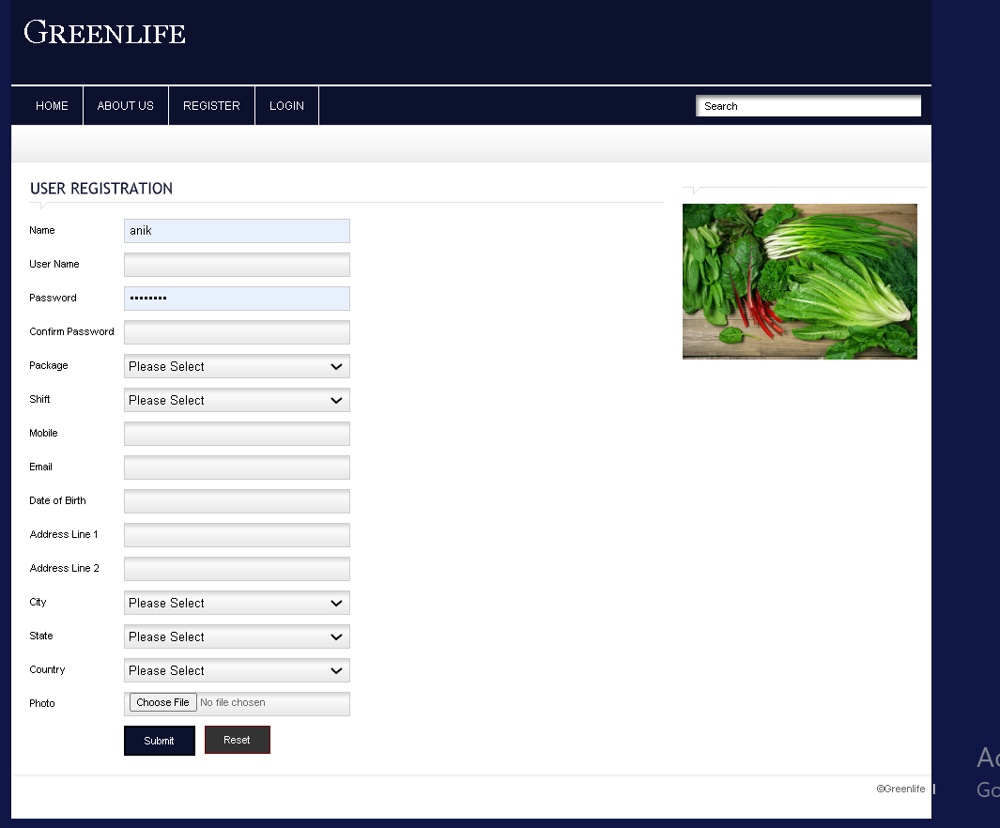 GREENLIFE
HOME ABOUT US REGISTER LOGIN Search
USER REGISTRATION
Name anik
User Name
Password ••••••••
Confirm Password
Package Please Select
Shift Please Select
Mobile
Email
Date of Birth
Address Line 1
Address Line 2
City Please Select
State Please Select
Country Please Select
Photo Choose File No file chosen
Submit Reset
©Greenlife